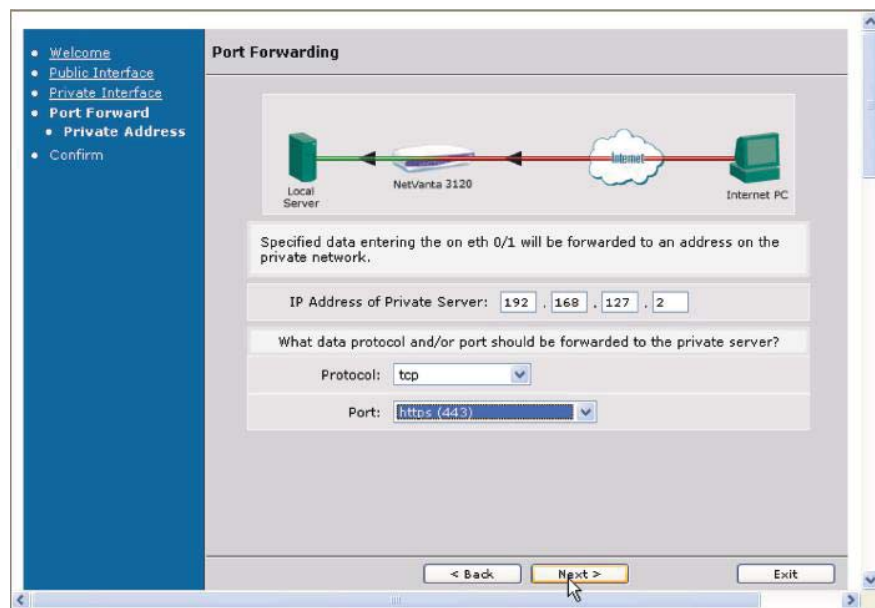 Welcome
Public Interface
Private Interface
Port Forward
Private Address
Confirm
Port Forwarding
Local
Server
NetVanta 3120
Internet
Internet PC
Specified data entering the on eth 0/1 will be forwarded to an address on the
private network.
IP Address of Private Server: 192 . 168 . 127 . 2
What data protocol and/or port should be forwarded to the private server?
Protocol: tcp
Port: https (443)
< Back Next > Exit